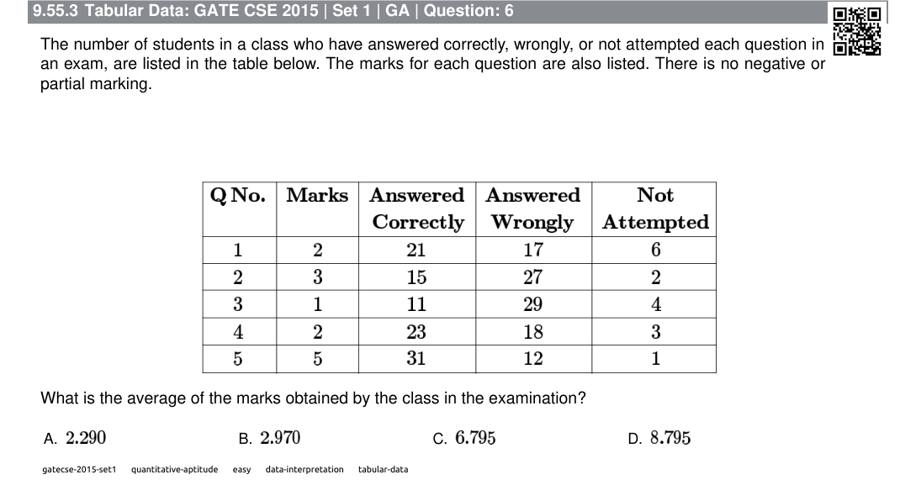 9.55.3 Tabular Data: GATE CSE 2015 | Set 1 | GA | Question: 6
The number of students in a class who have answered correctly, wrongly, or not attempted each question in
an exam, are listed in the table below. The marks for each question are also listed. There is no negative or
partial marking.
Q No. Marks Answered Correctly Answered Wrongly Not Attempted
1 2 21 17 6
2 3 15 27 2
3 1 11 29 4
4 2 23 18 3
5 5 31 12 1
What is the average of the marks obtained by the class in the examination?
A. 2.290 B. 2.970 C. 6.795 D. 8.795
gatecse-2015-set1 quantitative-aptitude easy data-interpretation tabular-data